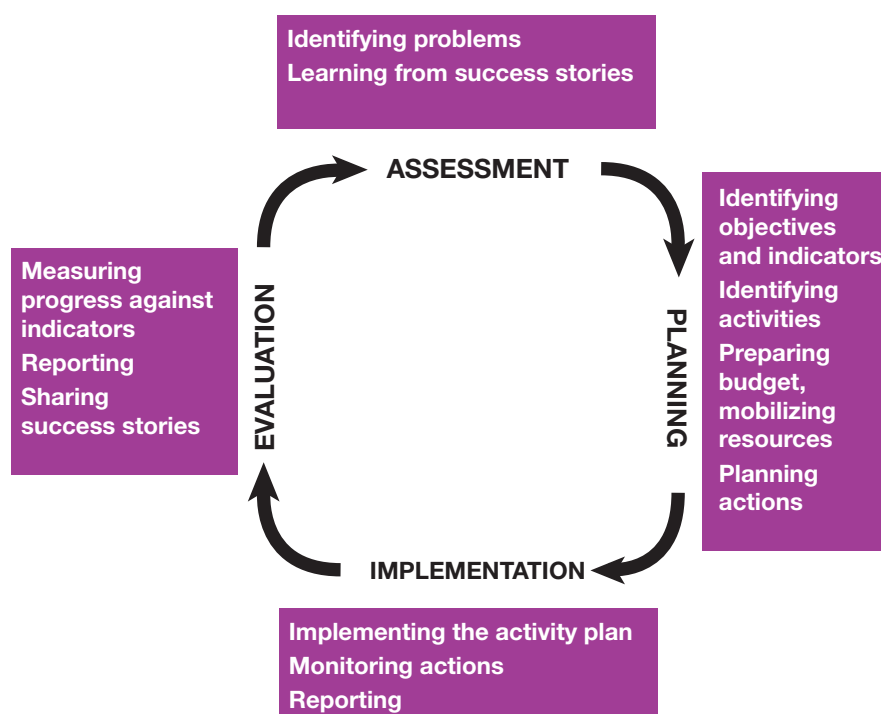 Identifying problems
Learning from success stories
ASSESSMENT
Identifying
objectives
and indicators
Identifying
activities
Preparing
budget,
mobilizing
resources
Planning
actions
PLANNING
IMPLEMENTATION
Implementing the activity plan
Monitoring actions
Reporting
EVALUATION
Measuring
progress against
indicators
Reporting
Sharing
success stories